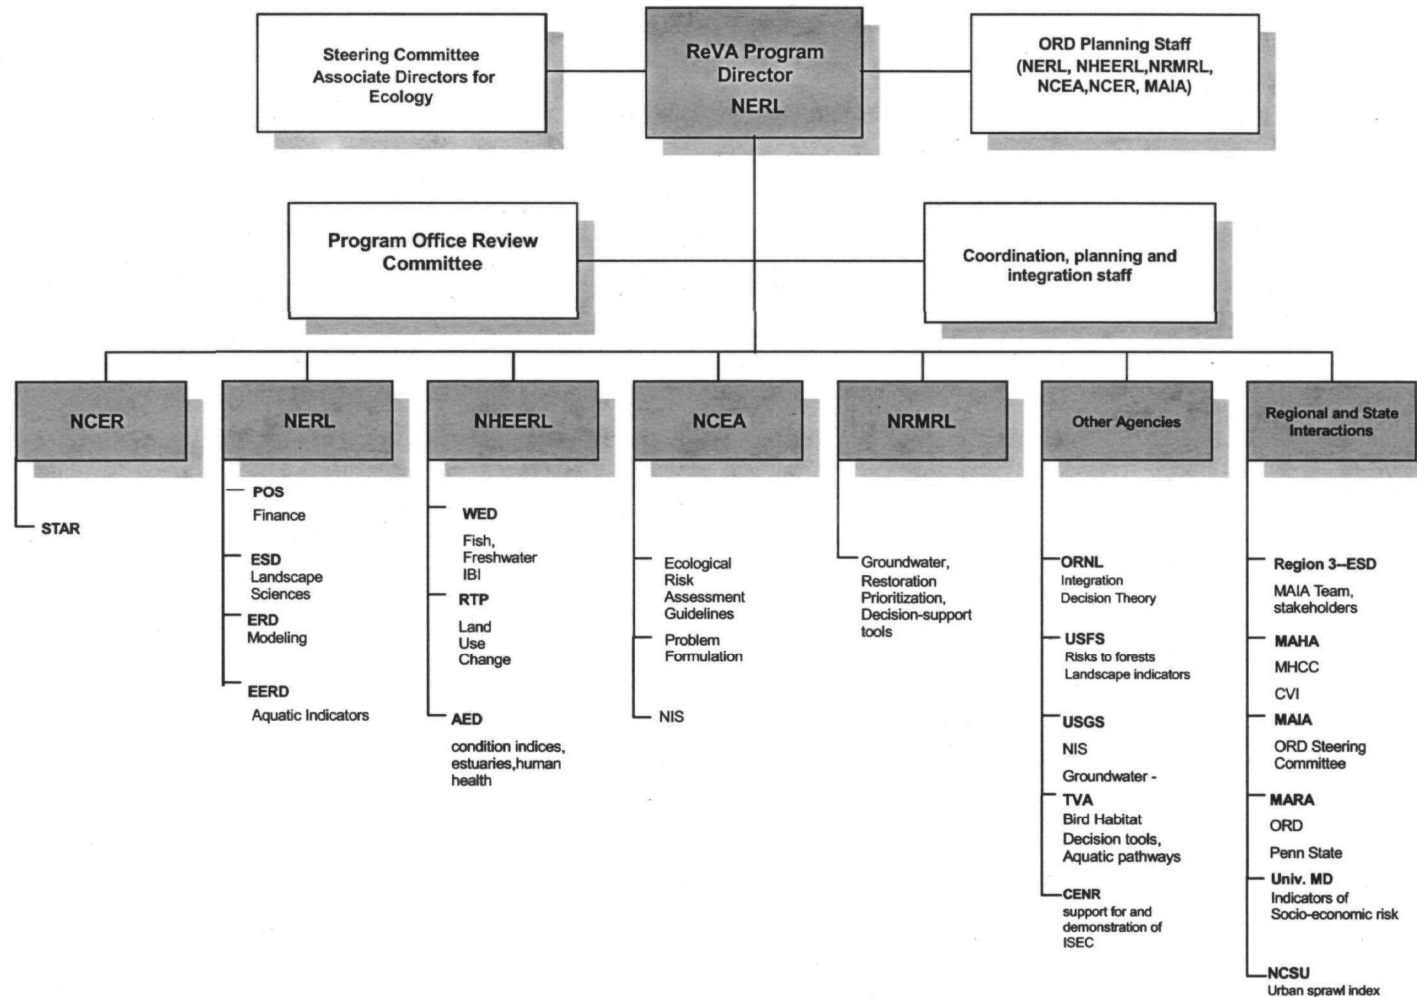 Steering Committee
Associate Directors for
Ecology
ReVA Program
Director
NERL
ORD Planning Staff
(NERL, NHEERL,NRMRL,
NCEA,NCER, MAIA)
Program Office Review
Committee
Coordination, planning and
integration staff
NCER
STAR
NERL
POS
Finance
ESD
Landscape
Sciences
ERD
Modeling
EERD
Aquatic Indicators
NHEERL
WED
Fish,
Freshwater
IBI
RTP
Land
Use
Change
AED
condition indices,
estuaries,human
health
NCEA
Ecological
Risk
Assessment
Guidelines
Problem
Formulation
NIS
NRMRL
Groundwater,
Restoration
Prioritization,
Decision-support
tools
Other Agencies
ORNL
Integration
Decision Theory
USFS
Risks to forests
Landscape indicators
USGS
NIS
Groundwater -
TVA
Bird Habitat
Decision tools,
Aquatic pathways
CENR
support for and
demonstration of
ISEC
Regional and State
Interactions
Region 3--ESD
MAIA Team,
stakeholders
MAHA
MHCC
CVI
MAIA
ORD Steering
Committee
MARA
ORD
Penn State
Univ. MD
Indicators of
Socio-economic risk
NCSU
Urban sprawl index